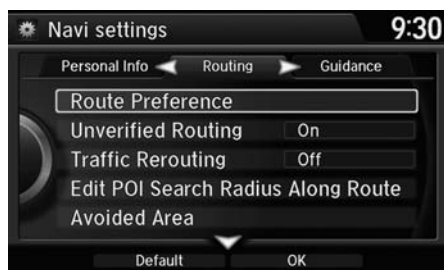 Navi settings 9:30
Personal Info Routing Guidance
Route Preference
Unverified Routing On
Traffic Rerouting Off
Edit POI Search Radius Along Route
Avoided Area
Default OK